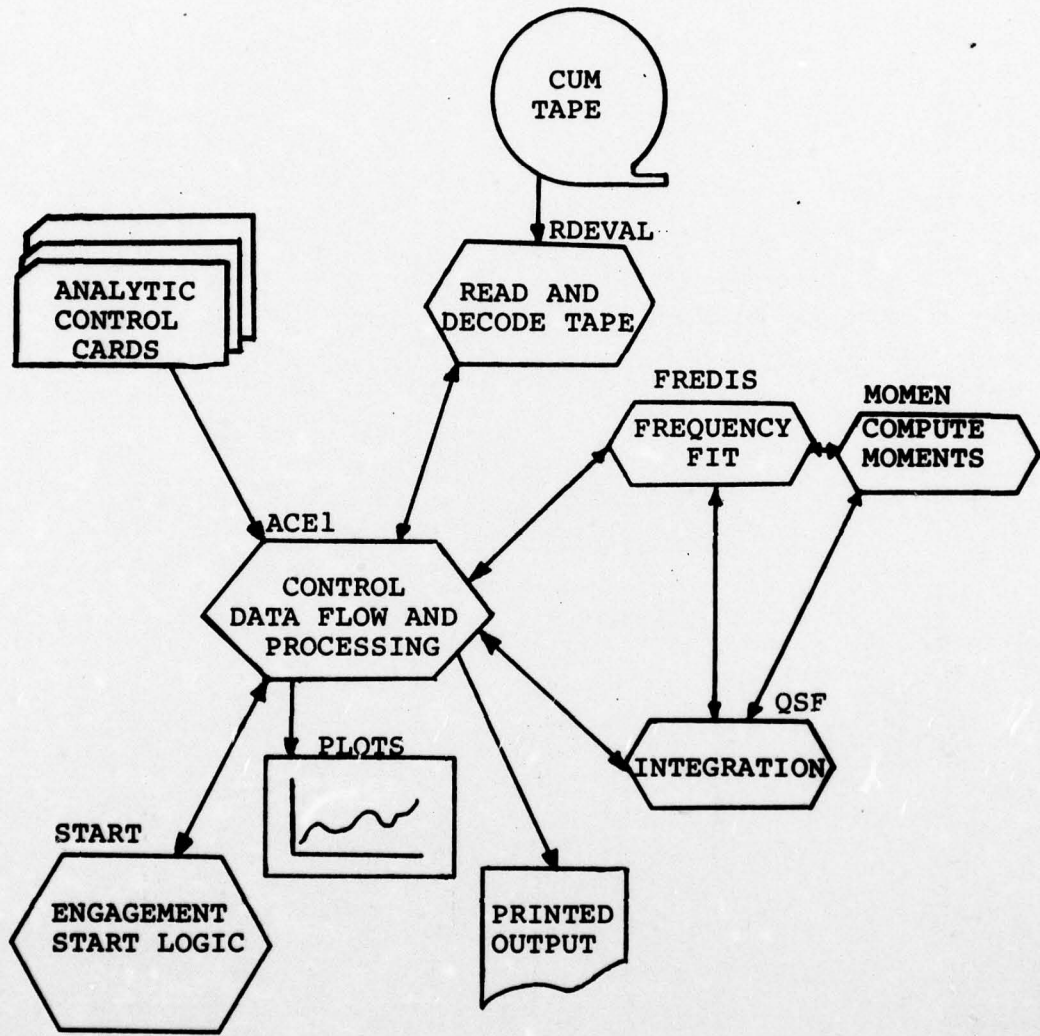 CUM
TAPE
RDEVAL
READ AND
DECODE TAPE
ANALYTIC
CONTROL
CARDS
FREDIS
FREQUENCY
FIT
MOMEN
COMPUTE
MOMENTS
ACE1
CONTROL
DATA FLOW AND
PROCESSING
QSF
INTEGRATION
PLOTS
START
ENGAGEMENT
START LOGIC
PRINTED
OUTPUT